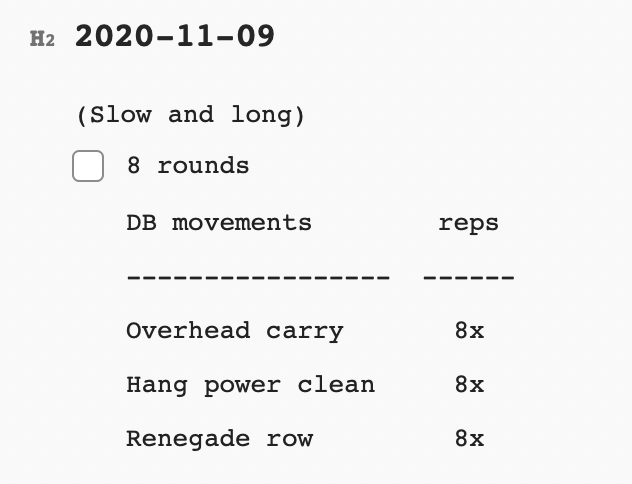 H2 2020-11-09
(Slow and long)
8 rounds
DB movements reps
----------------- ------
Overhead carry 8x
Hang power clean 8x
Renegade row 8x